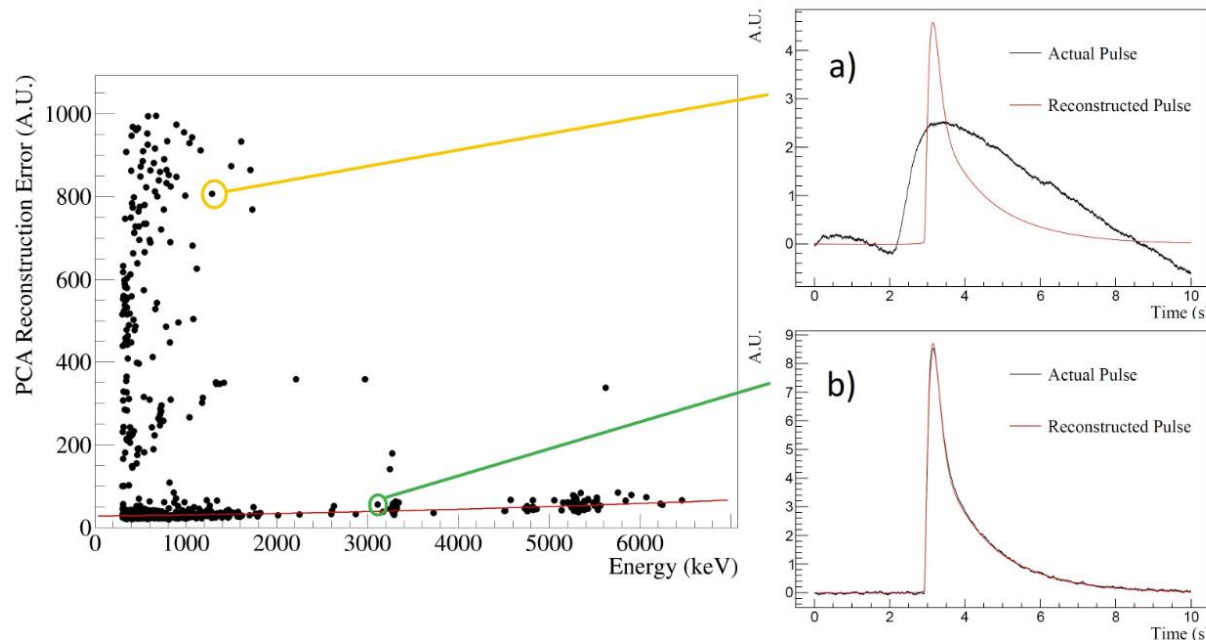 PCA Reconstruction Error (A.U.)
1000
800
600
400
200
0
0 1000 2000 3000 4000 5000 6000
Energy (keV)
A.U.
a)
Actual Pulse
Reconstructed Pulse
4
3
2
1
0
0 2 4 6 8 10
Time (s)
A.U.
b)
Actual Pulse
Reconstructed Pulse
9
8
7
6
5
4
3
2
1
0
0 2 4 6 8 10
Time (s)